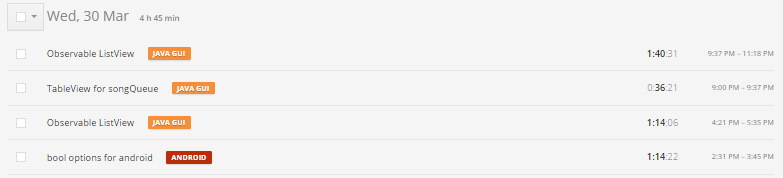 Wed, 30 Mar 4 h 45 min
Observable ListView JAVA GUI 1:40:31 9:37 PM – 11:18 PM
TableView for songQueue JAVA GUI 0:36:21 9:00 PM – 9:37 PM
Observable ListView JAVA GUI 1:14:06 4:21 PM – 5:35 PM
bool options for android ANDROID 1:14:22 2:31 PM – 3:45 PM